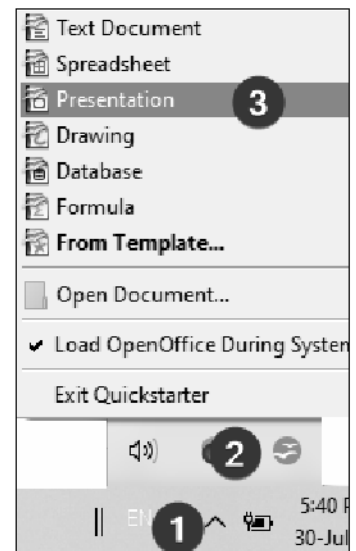 Text Document
Spreadsheet
Presentation 3
Drawing
Database
Formula
From Template...
Open Document...
Load OpenOffice During System
Exit Quickstarter
2
1
5:40 P
30-Jul